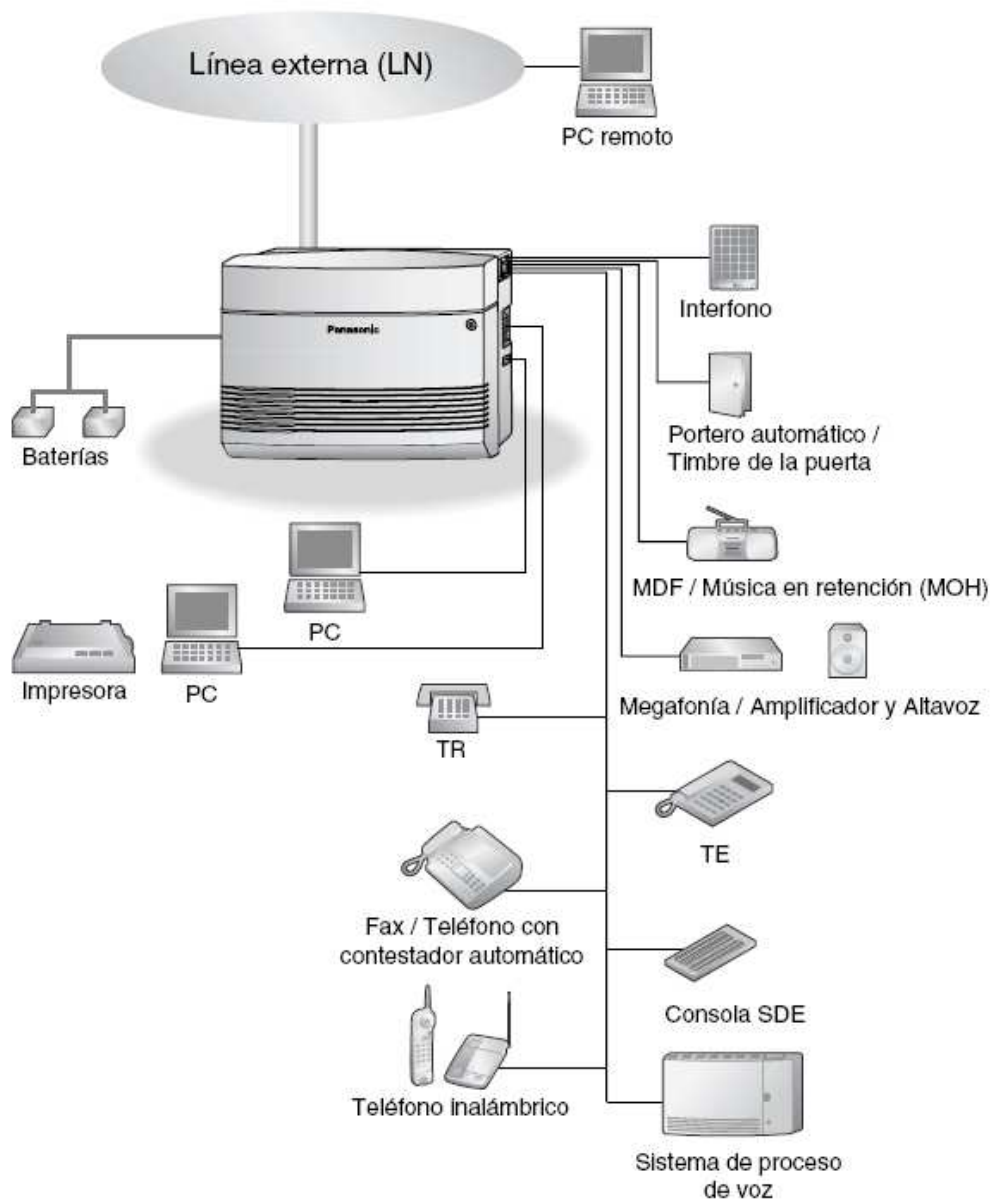 Línea externa (LN)
PC remoto
Panasonic
Interfono
Portero automático /
Timbre de la puerta
Baterías
MDF / Música en retención (MOH)
PC
Impresora
PC
Megafonía / Amplificador y Altavoz
TR
TE
Fax / Teléfono con
contestador automático
Consola SDE
Teléfono inalámbrico
Sistema de proceso
de voz